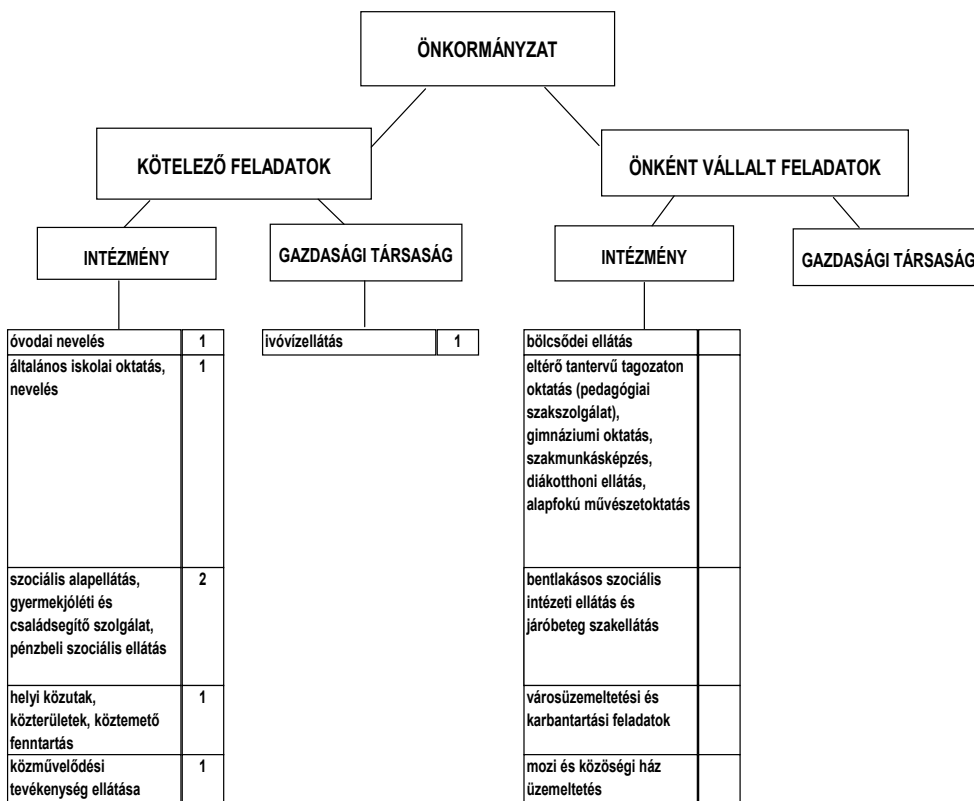 ÖNKORMÁNYZAT
KÖTELEZŐ FELADATOK
ÖNKÉNT VÁLLALT FELADATOK
INTÉZMÉNY
GAZDASÁGI TÁRSASÁG
INTÉZMÉNY
GAZDASÁGI TÁRSASÁG
óvodai nevelés 1
általános iskolai oktatás, 1
nevelés
szociális alapellátás, 2
gyermekjóléti és
családsegítő szolgálat,
pénzbeli szociális ellátás
helyi közutak, 1
közterületek, köztemető
fenntartás
közművelődési 1
tevékenység ellátása
ivóvízellátás 1
bölcsődei ellátás
eltérő tantervű tagozaton
oktatás (pedagógiai
szakszolgálat),
gimnáziumi oktatás,
szakmunkásképzés,
diákotthoni ellátás,
alapfokú művészetoktatás
bentlakásos szociális
intézeti ellátás és
járóbeteg szakellátás
városüzemeltetési és
karbantartási feladatok
mozi és közöségi ház
üzemeltetés